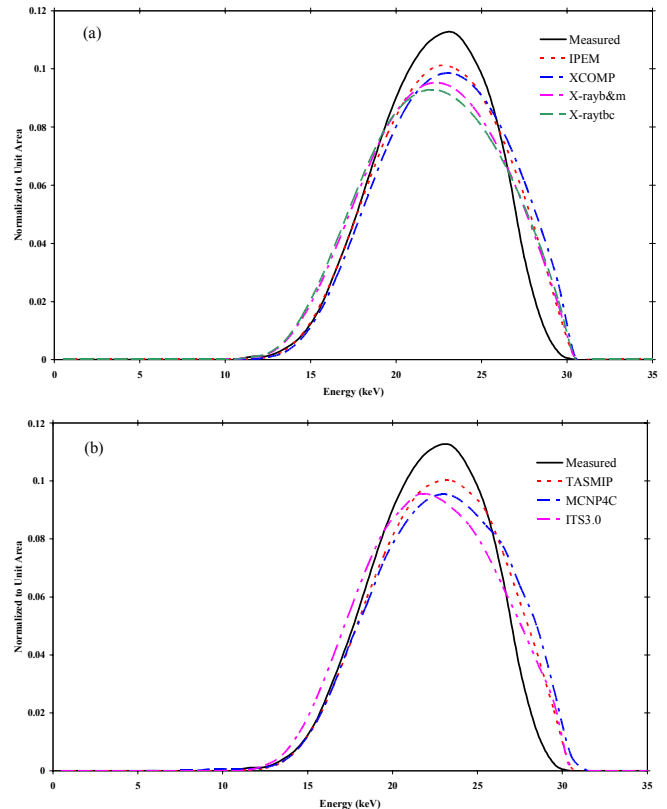 (a)
0.12
0.1
0.08
0.06
0.04
0.02
0
Normalized to Unit Area
Measured
IPEM
XCOMP
X-rayb&m
X-raytbc
0 5 10 15 20 25 30 35
Energy (keV)
(b)
0.12
0.1
0.08
0.06
0.04
0.02
0
Normalized to Unit Area
Measured
TASMIP
MCNP4C
ITS3.0
0 5 10 15 20 25 30 35
Energy (keV)